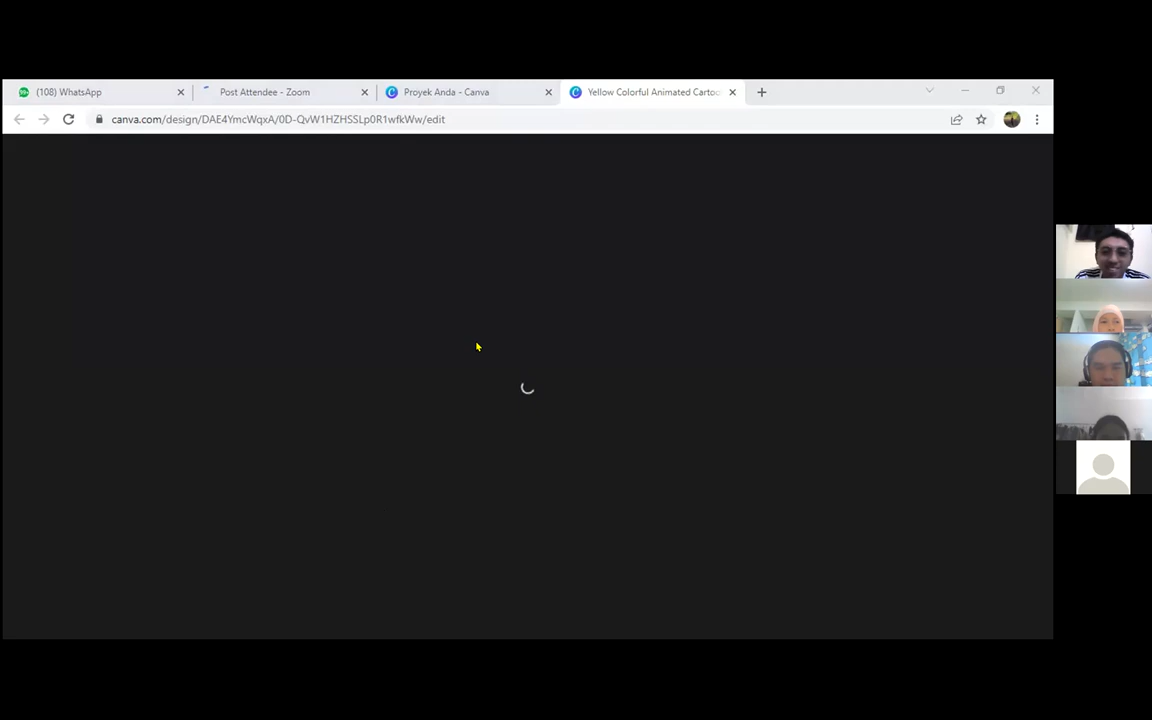 (108) WhatsApp
Post Attendee - Zoom
Proyek Anda - Canva
Yellow Colorful Animated Cartoo
canva.com/design/DAE4YmcWqxA/0D-QvW1HZHSSLp0R1wfkWw/edit